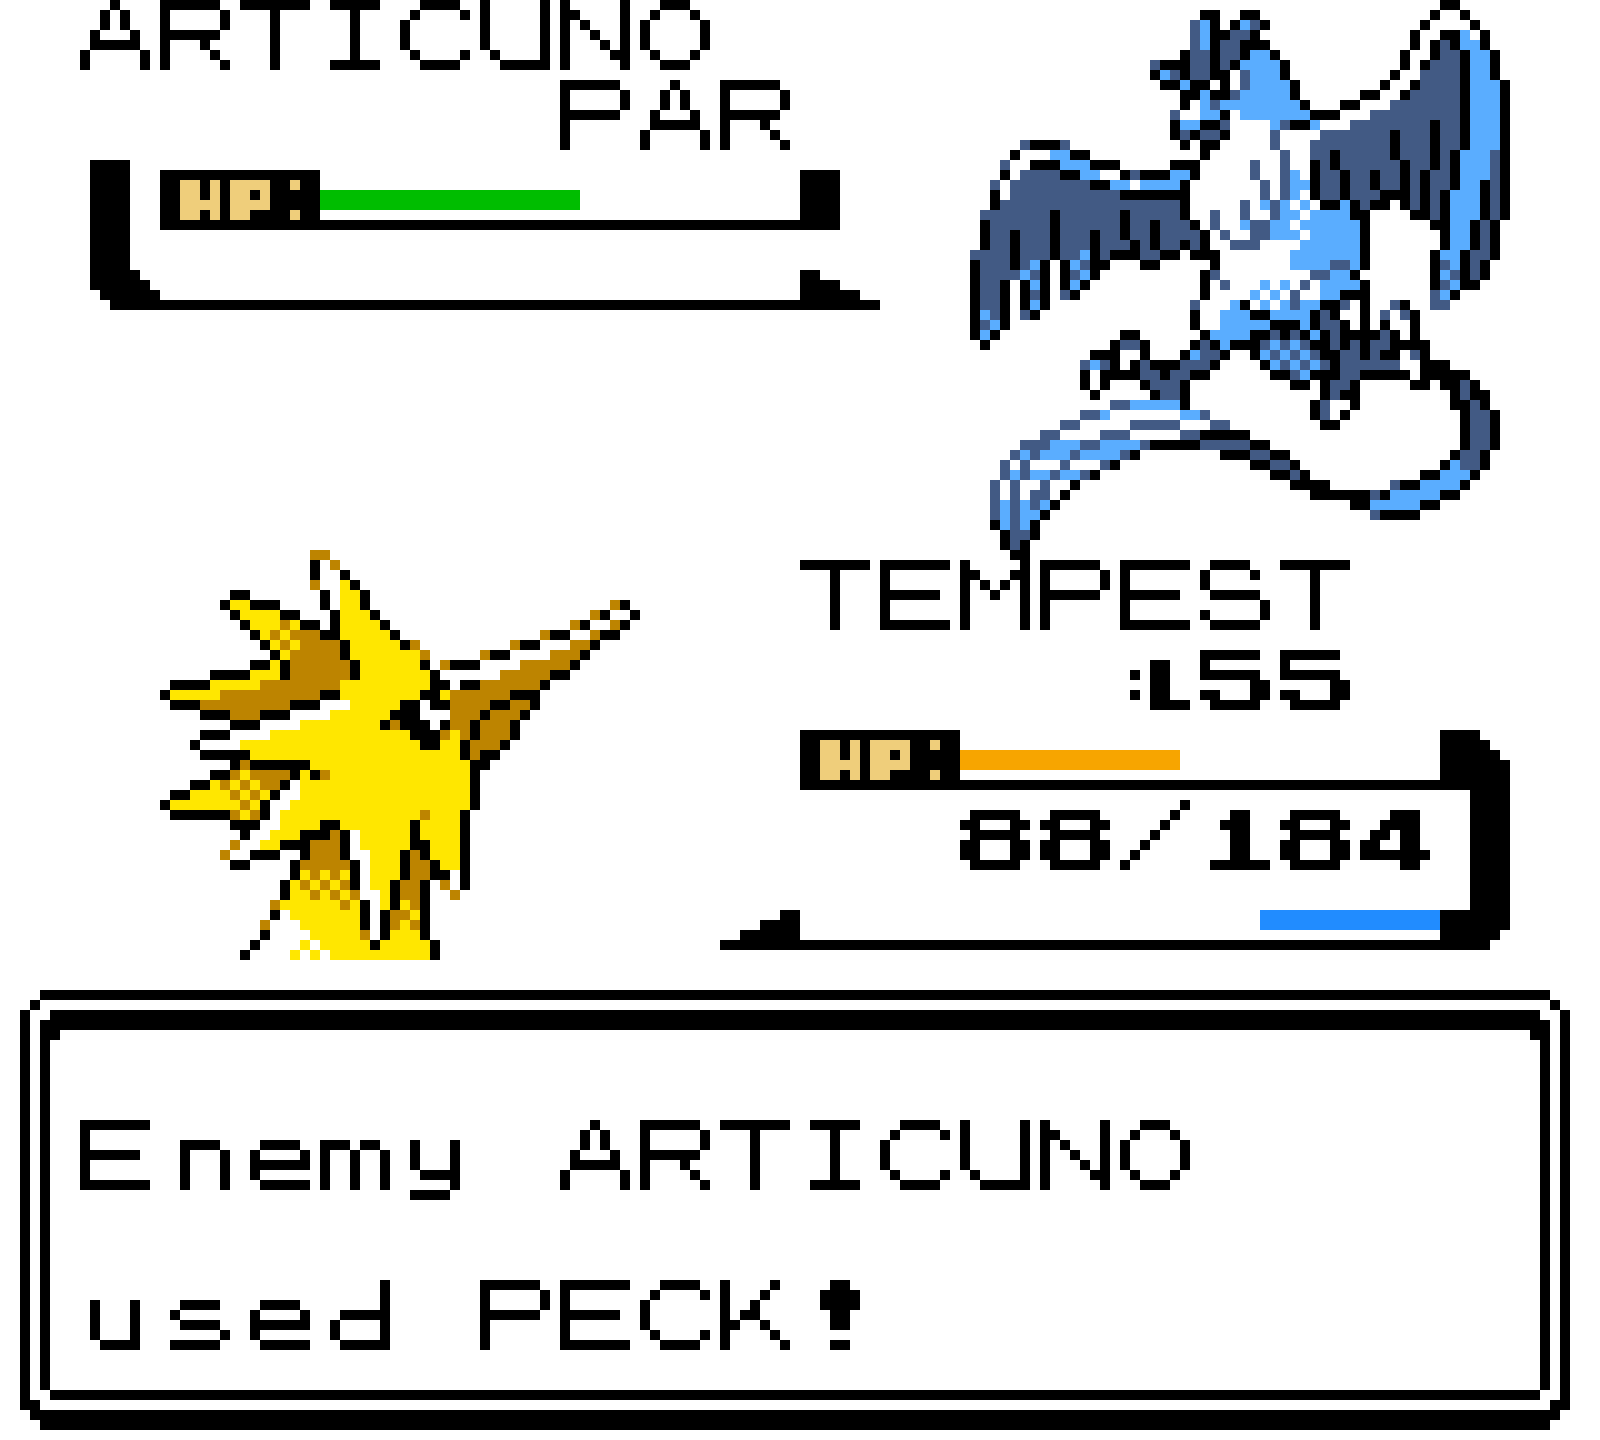 ARTICUNO
PAR
HP:
TEMPEST
:L55
HP:
88/184
Enemy ARTICUNO
used PECK!